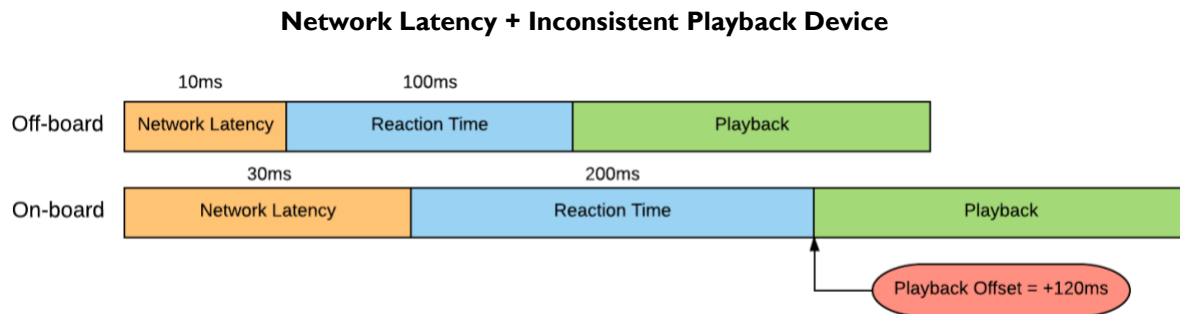 Network Latency + Inconsistent Playback Device
10ms 100ms
Off-board Network Latency Reaction Time Playback
30ms 200ms
On-board Network Latency Reaction Time Playback
Playback Offset = +120ms